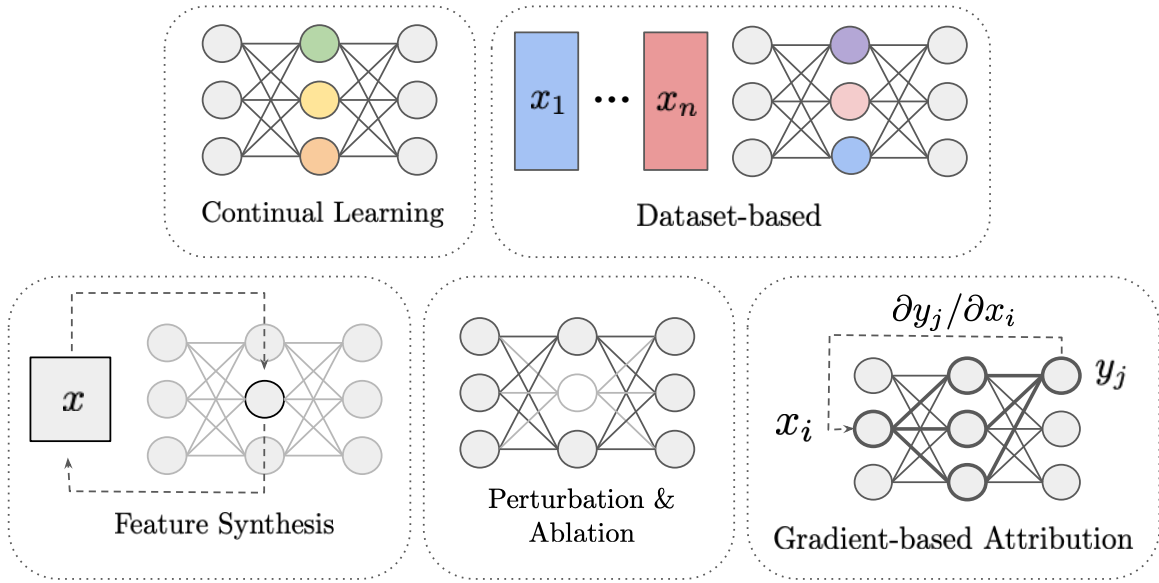 x₁ ··· xₙ
Continual Learning
Dataset-based
x
Feature Synthesis
Perturbation &
Ablation
∂yⱼ/∂xᵢ
yⱼ
xᵢ
Gradient-based Attribution